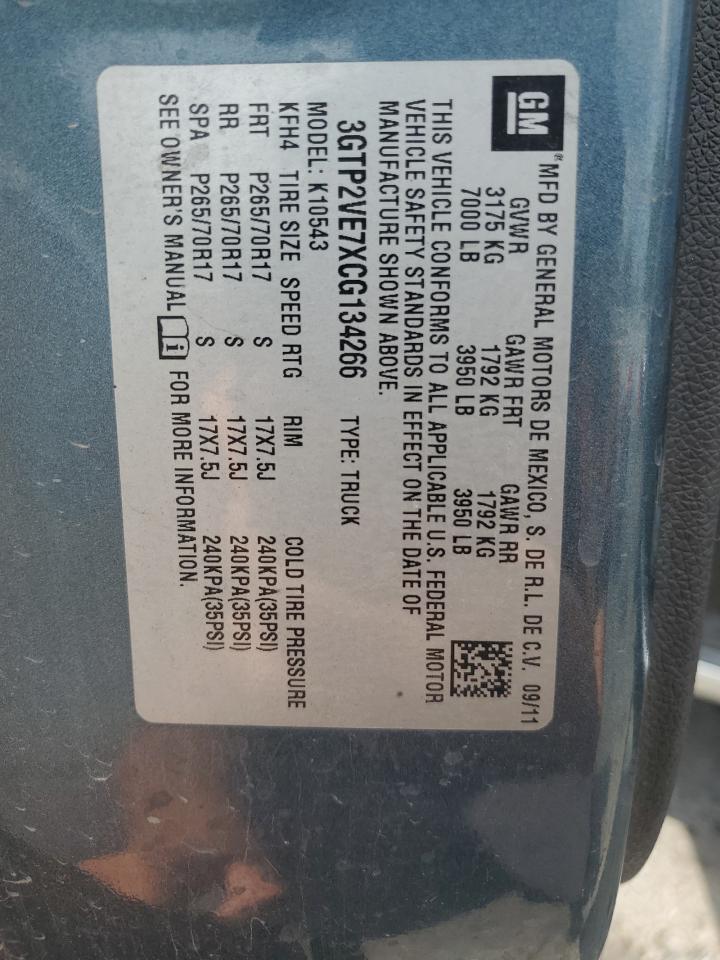 GM
® MFD BY GENERAL MOTORS DE MEXICO, S. DE R.L. DE C.V. 09/11
GVWR GAWR FRT GAWR RR
3175 KG 1792 KG 1792 KG
7000 LB 3950 LB 3950 LB
THIS VEHICLE CONFORMS TO ALL APPLICABLE U.S. FEDERAL MOTOR
VEHICLE SAFETY STANDARDS IN EFFECT ON THE DATE OF
MANUFACTURE SHOWN ABOVE.
3GTP2VE7XCG134266 TYPE: TRUCK
MODEL: K10543
KFH4 TIRE SIZE SPEED RTG RIM COLD TIRE PRESSURE
FRT P265/70R17 S 17X7.5J 240KPA(35PSI)
RR P265/70R17 S 17X7.5J 240KPA(35PSI)
SPA P265/70R17 S 17X7.5J 240KPA(35PSI)
SEE OWNER'S MANUAL i FOR MORE INFORMATION.